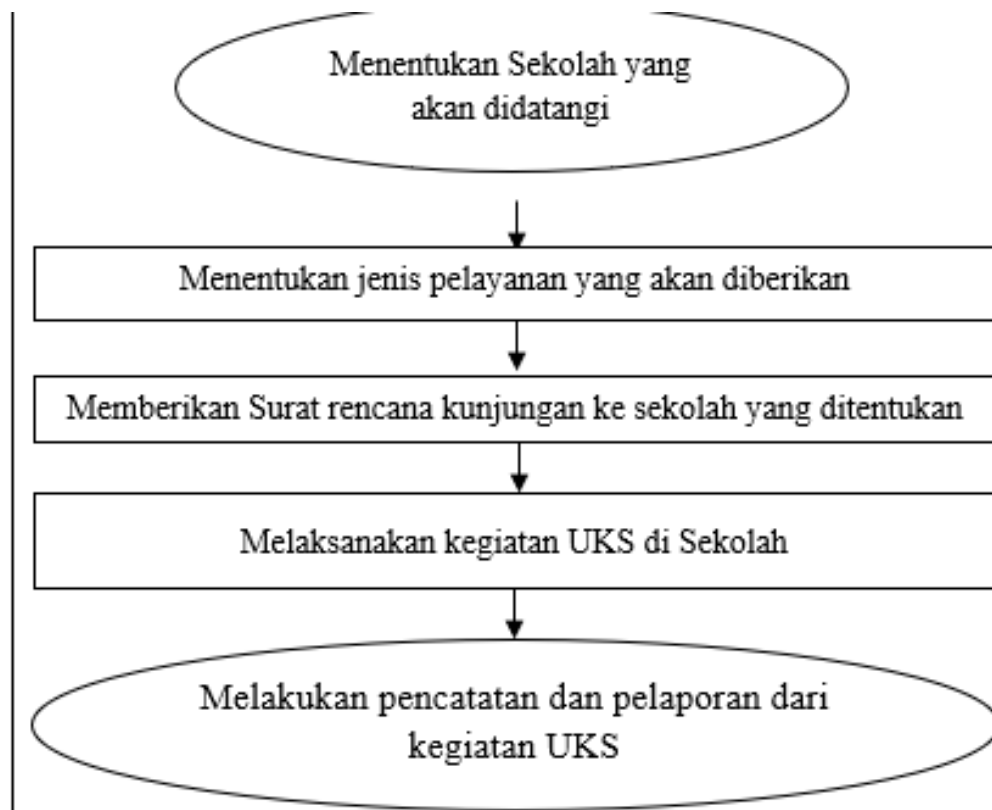 Menentukan Sekolah yang
akan didatangi
Menentukan jenis pelayanan yang akan diberikan
Memberikan Surat rencana kunjungan ke sekolah yang ditentukan
Melaksanakan kegiatan UKS di Sekolah
Melakukan pencatatan dan pelaporan dari
kegiatan UKS